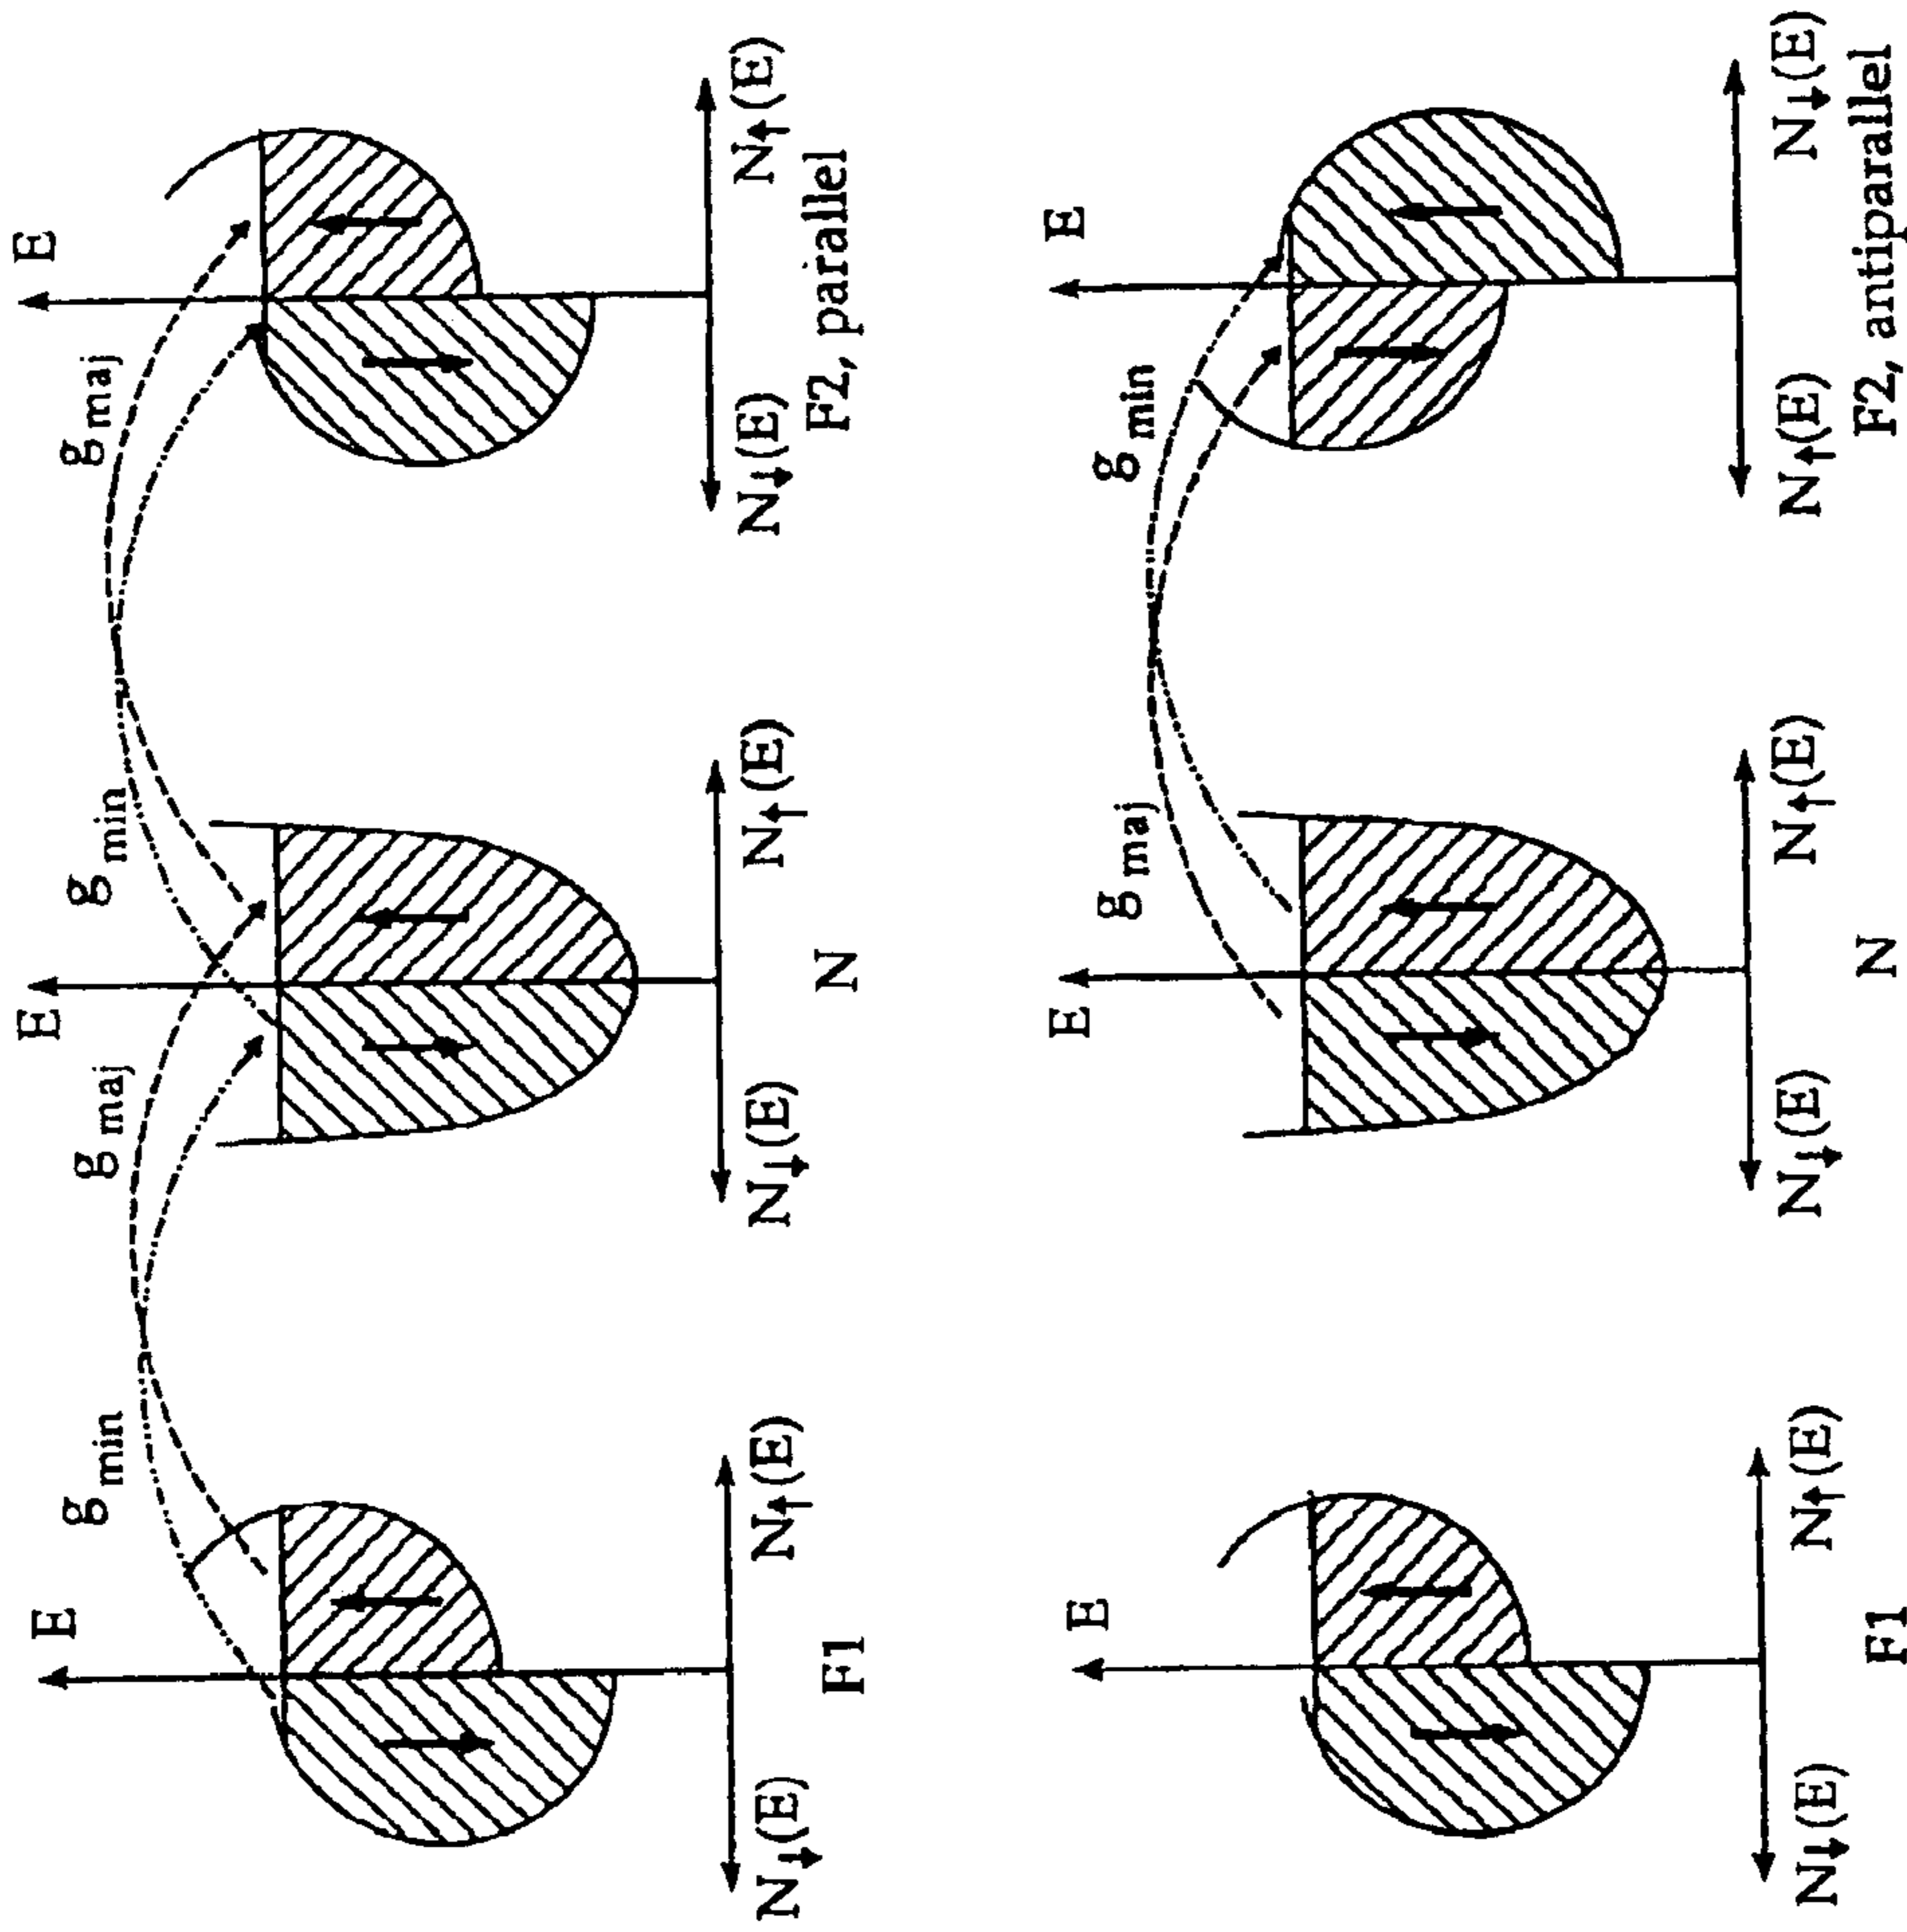 g min g maj g min g maj
E E E
N↓(E) N↑(E) N↓(E) N↑(E) N↓(E) N↑(E)
F1 N F2, parallel
g maj g min
E E E
N↓(E) N↑(E) N↓(E) N↑(E) N↑(E) N↓(E)
F1 N F2, antiparallel